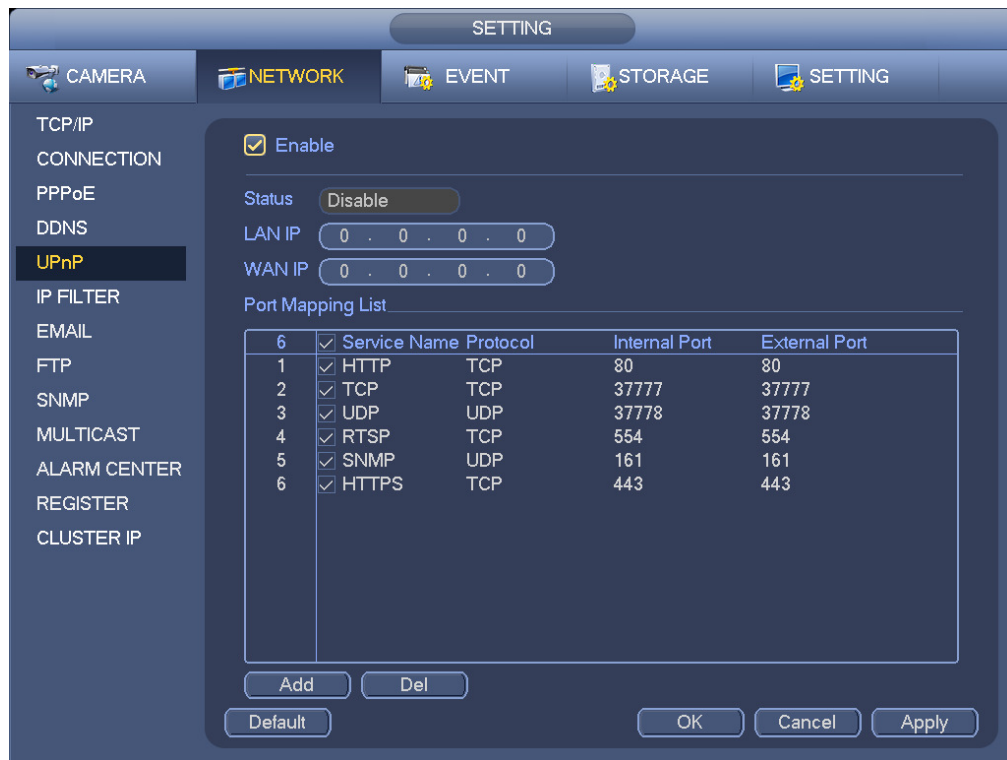 SETTING
CAMERA NETWORK EVENT STORAGE SETTING
TCP/IP
CONNECTION
PPPoE
DDNS
UPnP
IP FILTER
EMAIL
FTP
SNMP
MULTICAST
ALARM CENTER
REGISTER
CLUSTER IP
Enable
Status Disable
LAN IP 0 . 0 . 0 . 0
WAN IP 0 . 0 . 0 . 0
Port Mapping List
6 Service Name Protocol Internal Port External Port
1 HTTP TCP 80 80
2 TCP TCP 37777 37777
3 UDP UDP 37778 37778
4 RTSP TCP 554 554
5 SNMP UDP 161 161
6 HTTPS TCP 443 443
Add Del
Default OK Cancel Apply